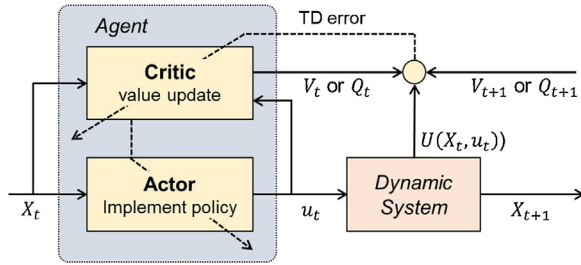 Agent
TD error
Critic
value update
V_t or Q_t
V_{t+1} or Q_{t+1}
U(X_t, u_t))
Actor
Implement policy
X_t
u_t
Dynamic
System
X_{t+1}